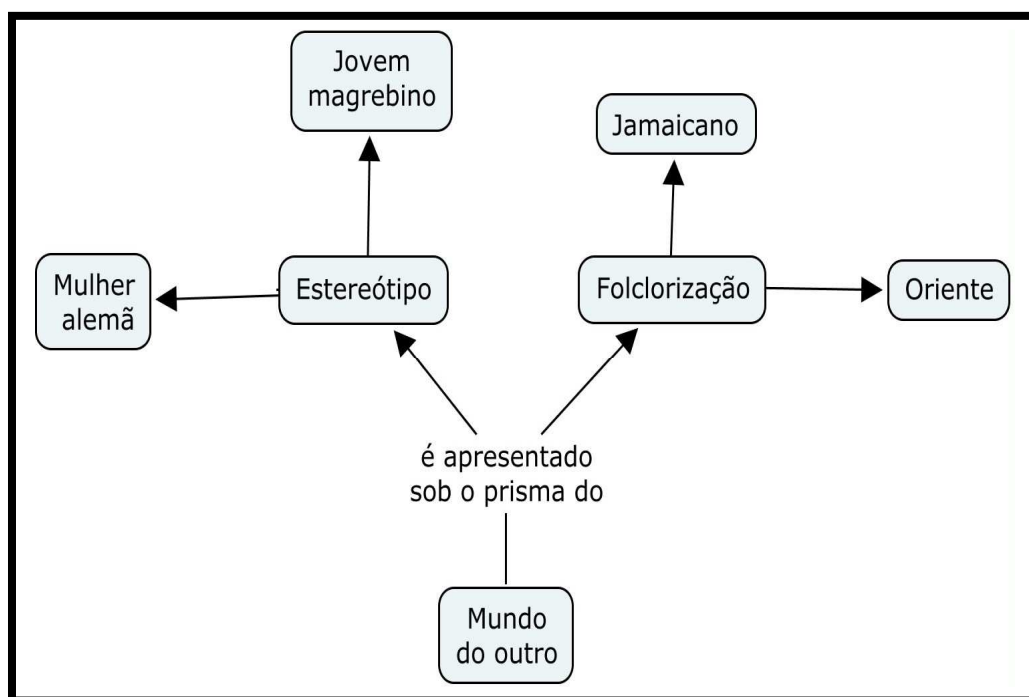 Jovem
magrebino
Jamaicano
Mulher
alemã
Estereótipo
Folclorização
Oriente
é apresentado
sob o prisma do
Mundo
do outro